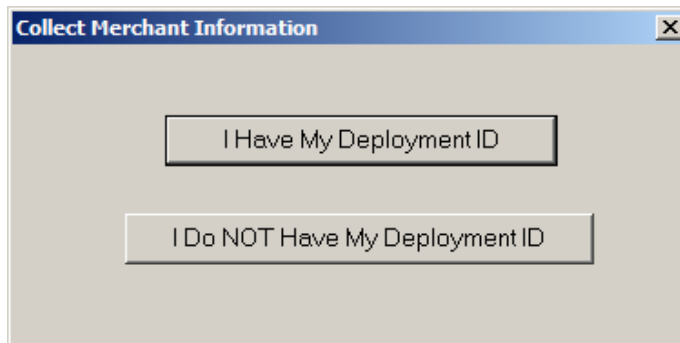 Collect Merchant Information
I Have My Deployment ID
I Do NOT Have My Deployment ID